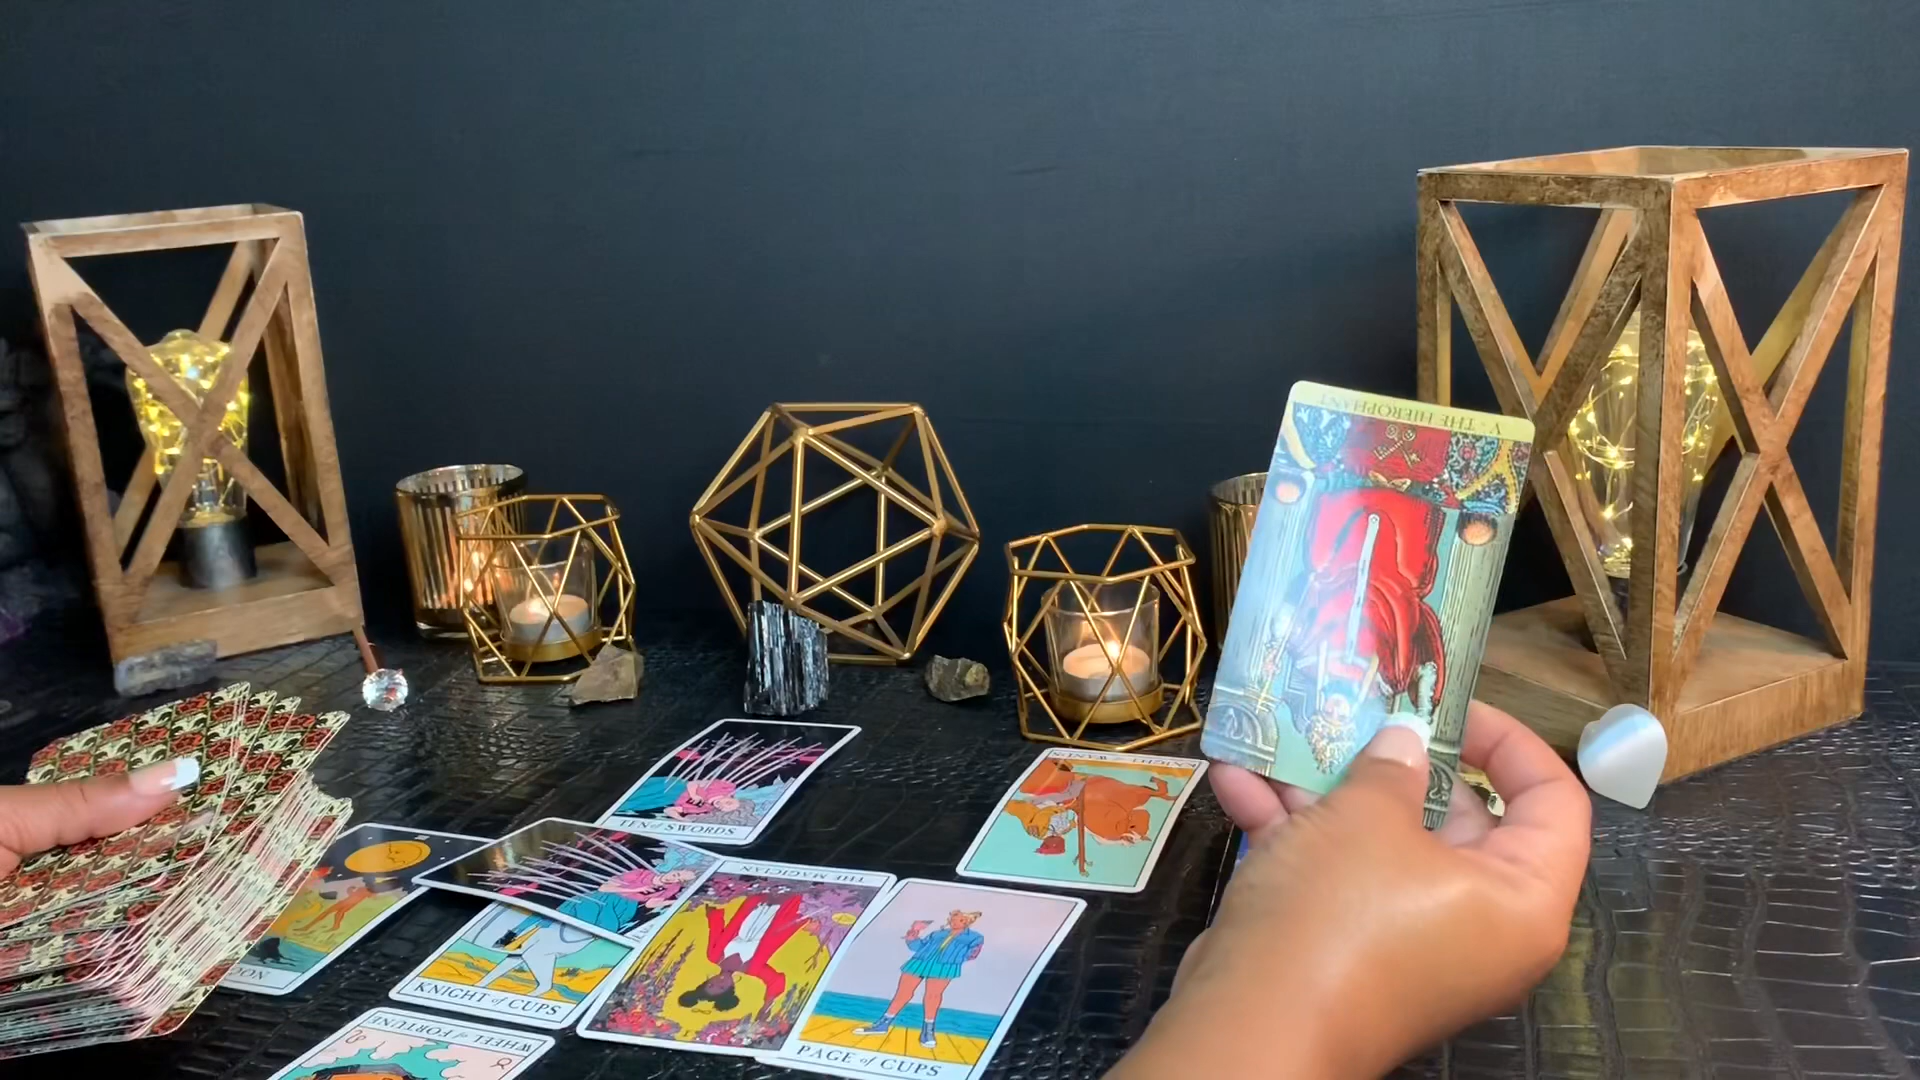 V · THE HIEROPHANT
KNIGHT of WANDS
TEN of SWORDS
THE MAGICIAN
I
OON
KNIGHT of CUPS
PAGE of CUPS
WHEEL of FORTUNE